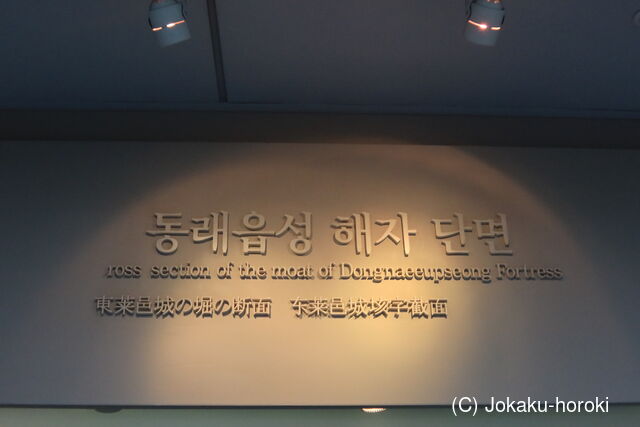 동래읍성 해자 단면
ross section of the moat of Dongnaeeupseong Fortress
東莱邑城の堀の断面 东莱邑城垓字截面
(C) Jokaku-horoki